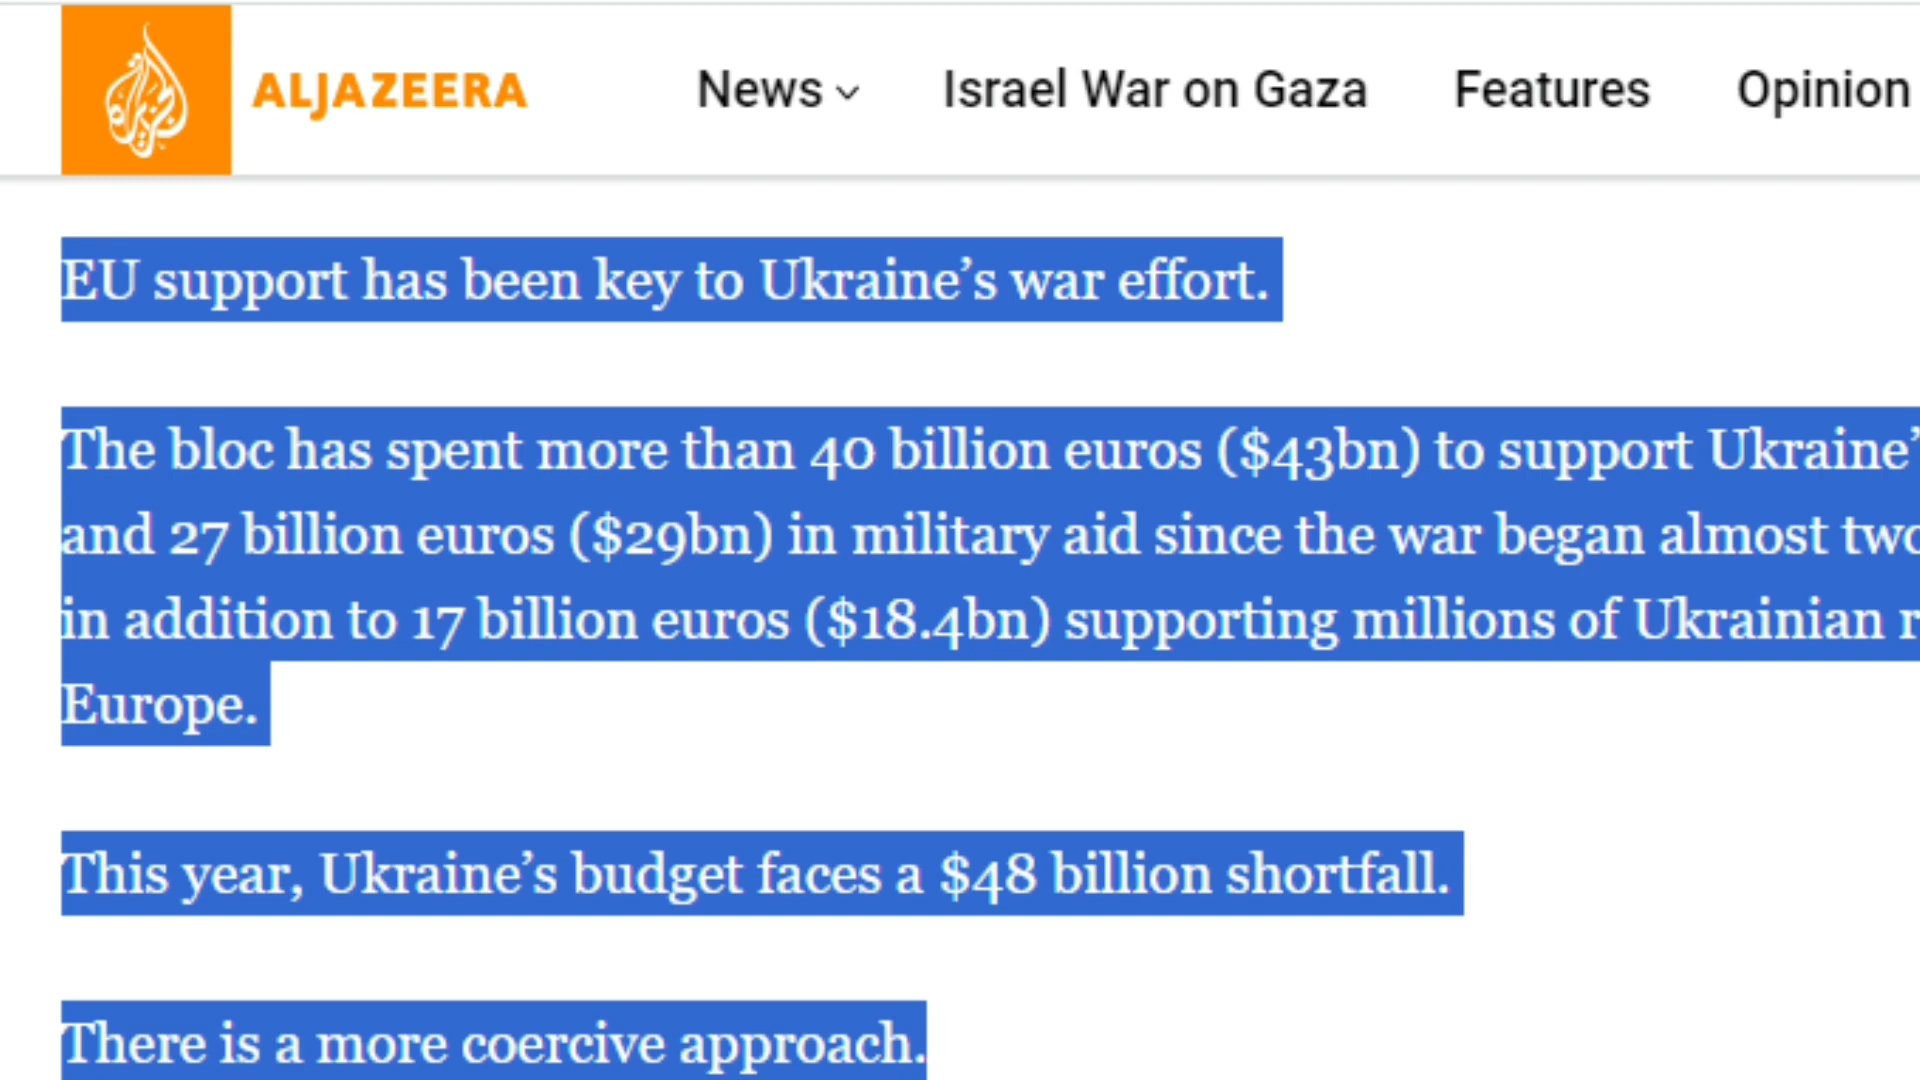 ALJAZEERA News Israel War on Gaza Features Opinion
EU support has been key to Ukraine’s war effort.
The bloc has spent more than 40 billion euros ($43bn) to support Ukraine’
and 27 billion euros ($29bn) in military aid since the war began almost two
in addition to 17 billion euros ($18.4bn) supporting millions of Ukrainian r
Europe.
This year, Ukraine’s budget faces a $48 billion shortfall.
There is a more coercive approach.